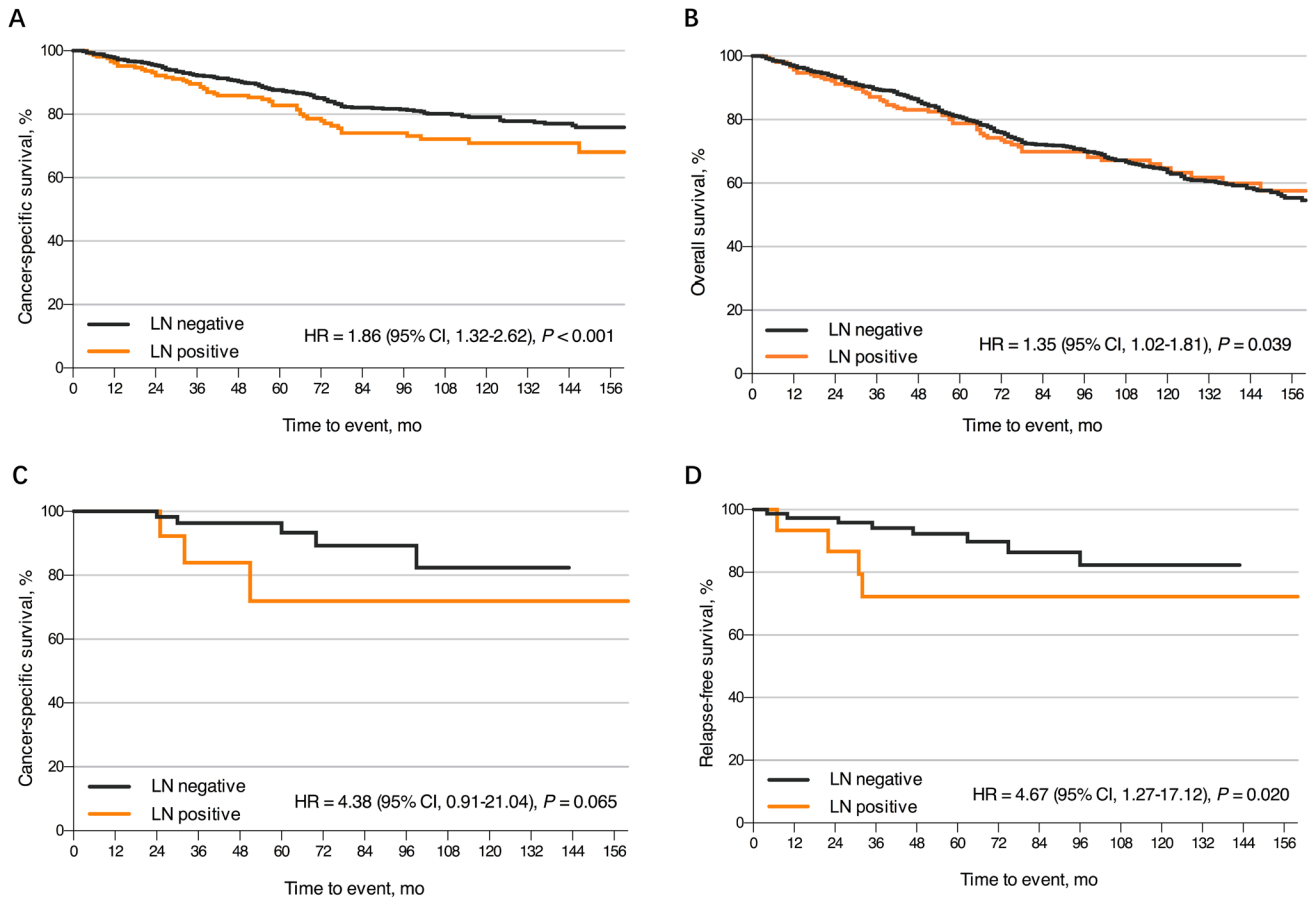 A
100
80
60
40
20
0
Cancer-specific survival, %
LN negative
LN positive
HR = 1.86 (95% CI, 1.32-2.62), P < 0.001
0 12 24 36 48 60 72 84 96 108 120 132 144 156
Time to event, mo
B
100
80
60
40
20
0
Overall survival, %
LN negative
LN positive
HR = 1.35 (95% CI, 1.02-1.81), P = 0.039
0 12 24 36 48 60 72 84 96 108 120 132 144 156
Time to event, mo
C
100
80
60
40
20
0
Cancer-specific survival, %
LN negative
LN positive
HR = 4.38 (95% CI, 0.91-21.04), P = 0.065
0 12 24 36 48 60 72 84 96 108 120 132 144 156
Time to event, mo
D
100
80
60
40
20
0
Relapse-free survival, %
LN negative
LN positive
HR = 4.67 (95% CI, 1.27-17.12), P = 0.020
0 12 24 36 48 60 72 84 96 108 120 132 144 156
Time to event, mo